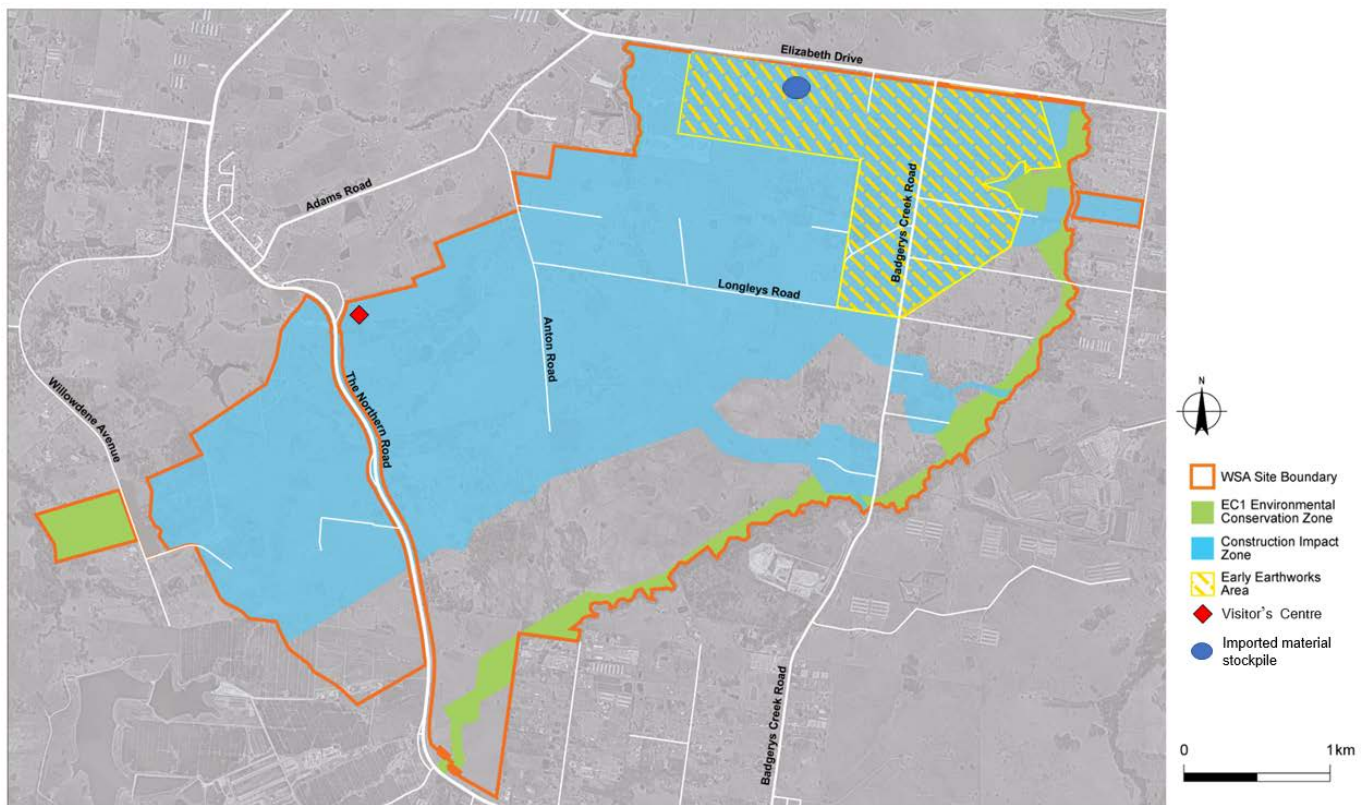 Elizabeth Drive
Adams Road
Badgerys Creek Road
Longleys Road
Anton Road
The Northern Road
Willowdene Avenue
Badgerys Creek Road
N
WSA Site Boundary
EC1 Environmental
Conservation Zone
Construction Impact
Zone
Early Earthworks
Area
Visitor's Centre
Imported material
stockpile
0 1km